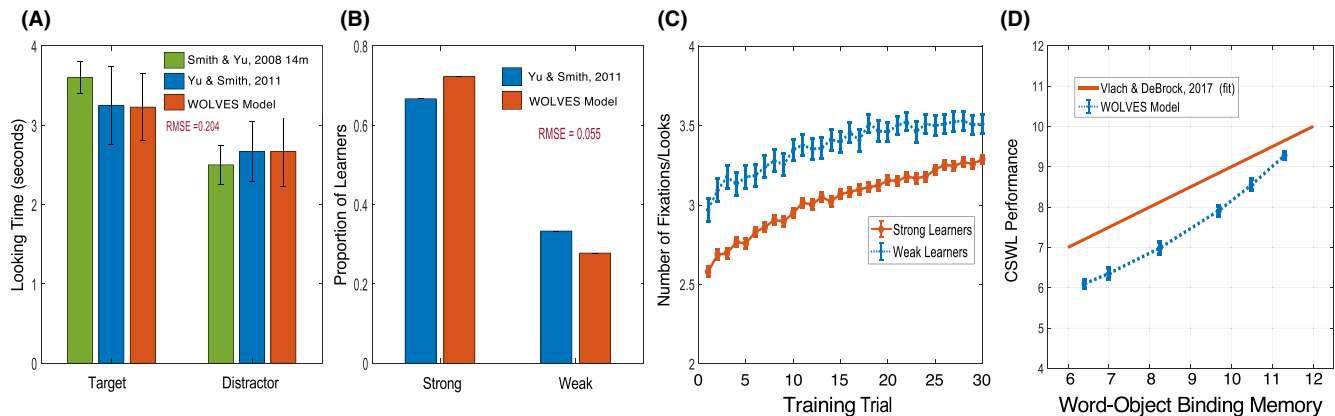 (A)
Looking Time (seconds)
4
3
2
1
0
Smith & Yu, 2008 14m
Yu & Smith, 2011
WOLVES Model
RMSE =0.204
Target
Distractor
(B)
Proportion of Learners
0.8
0.6
0.4
0.2
0.0
Yu & Smith, 2011
WOLVES Model
RMSE = 0.055
Strong
Weak
(C)
Number of Fixations/Looks
4
3.5
3
2.5
2
Strong Learners
Weak Learners
0 5 10 15 20 25 30
Training Trial
(D)
CSWL Performance
12
11
10
9
8
7
6
5
4
Vlach & DeBrock, 2017 (fit)
WOLVES Model
6 7 8 9 10 11 12
Word-Object Binding Memory